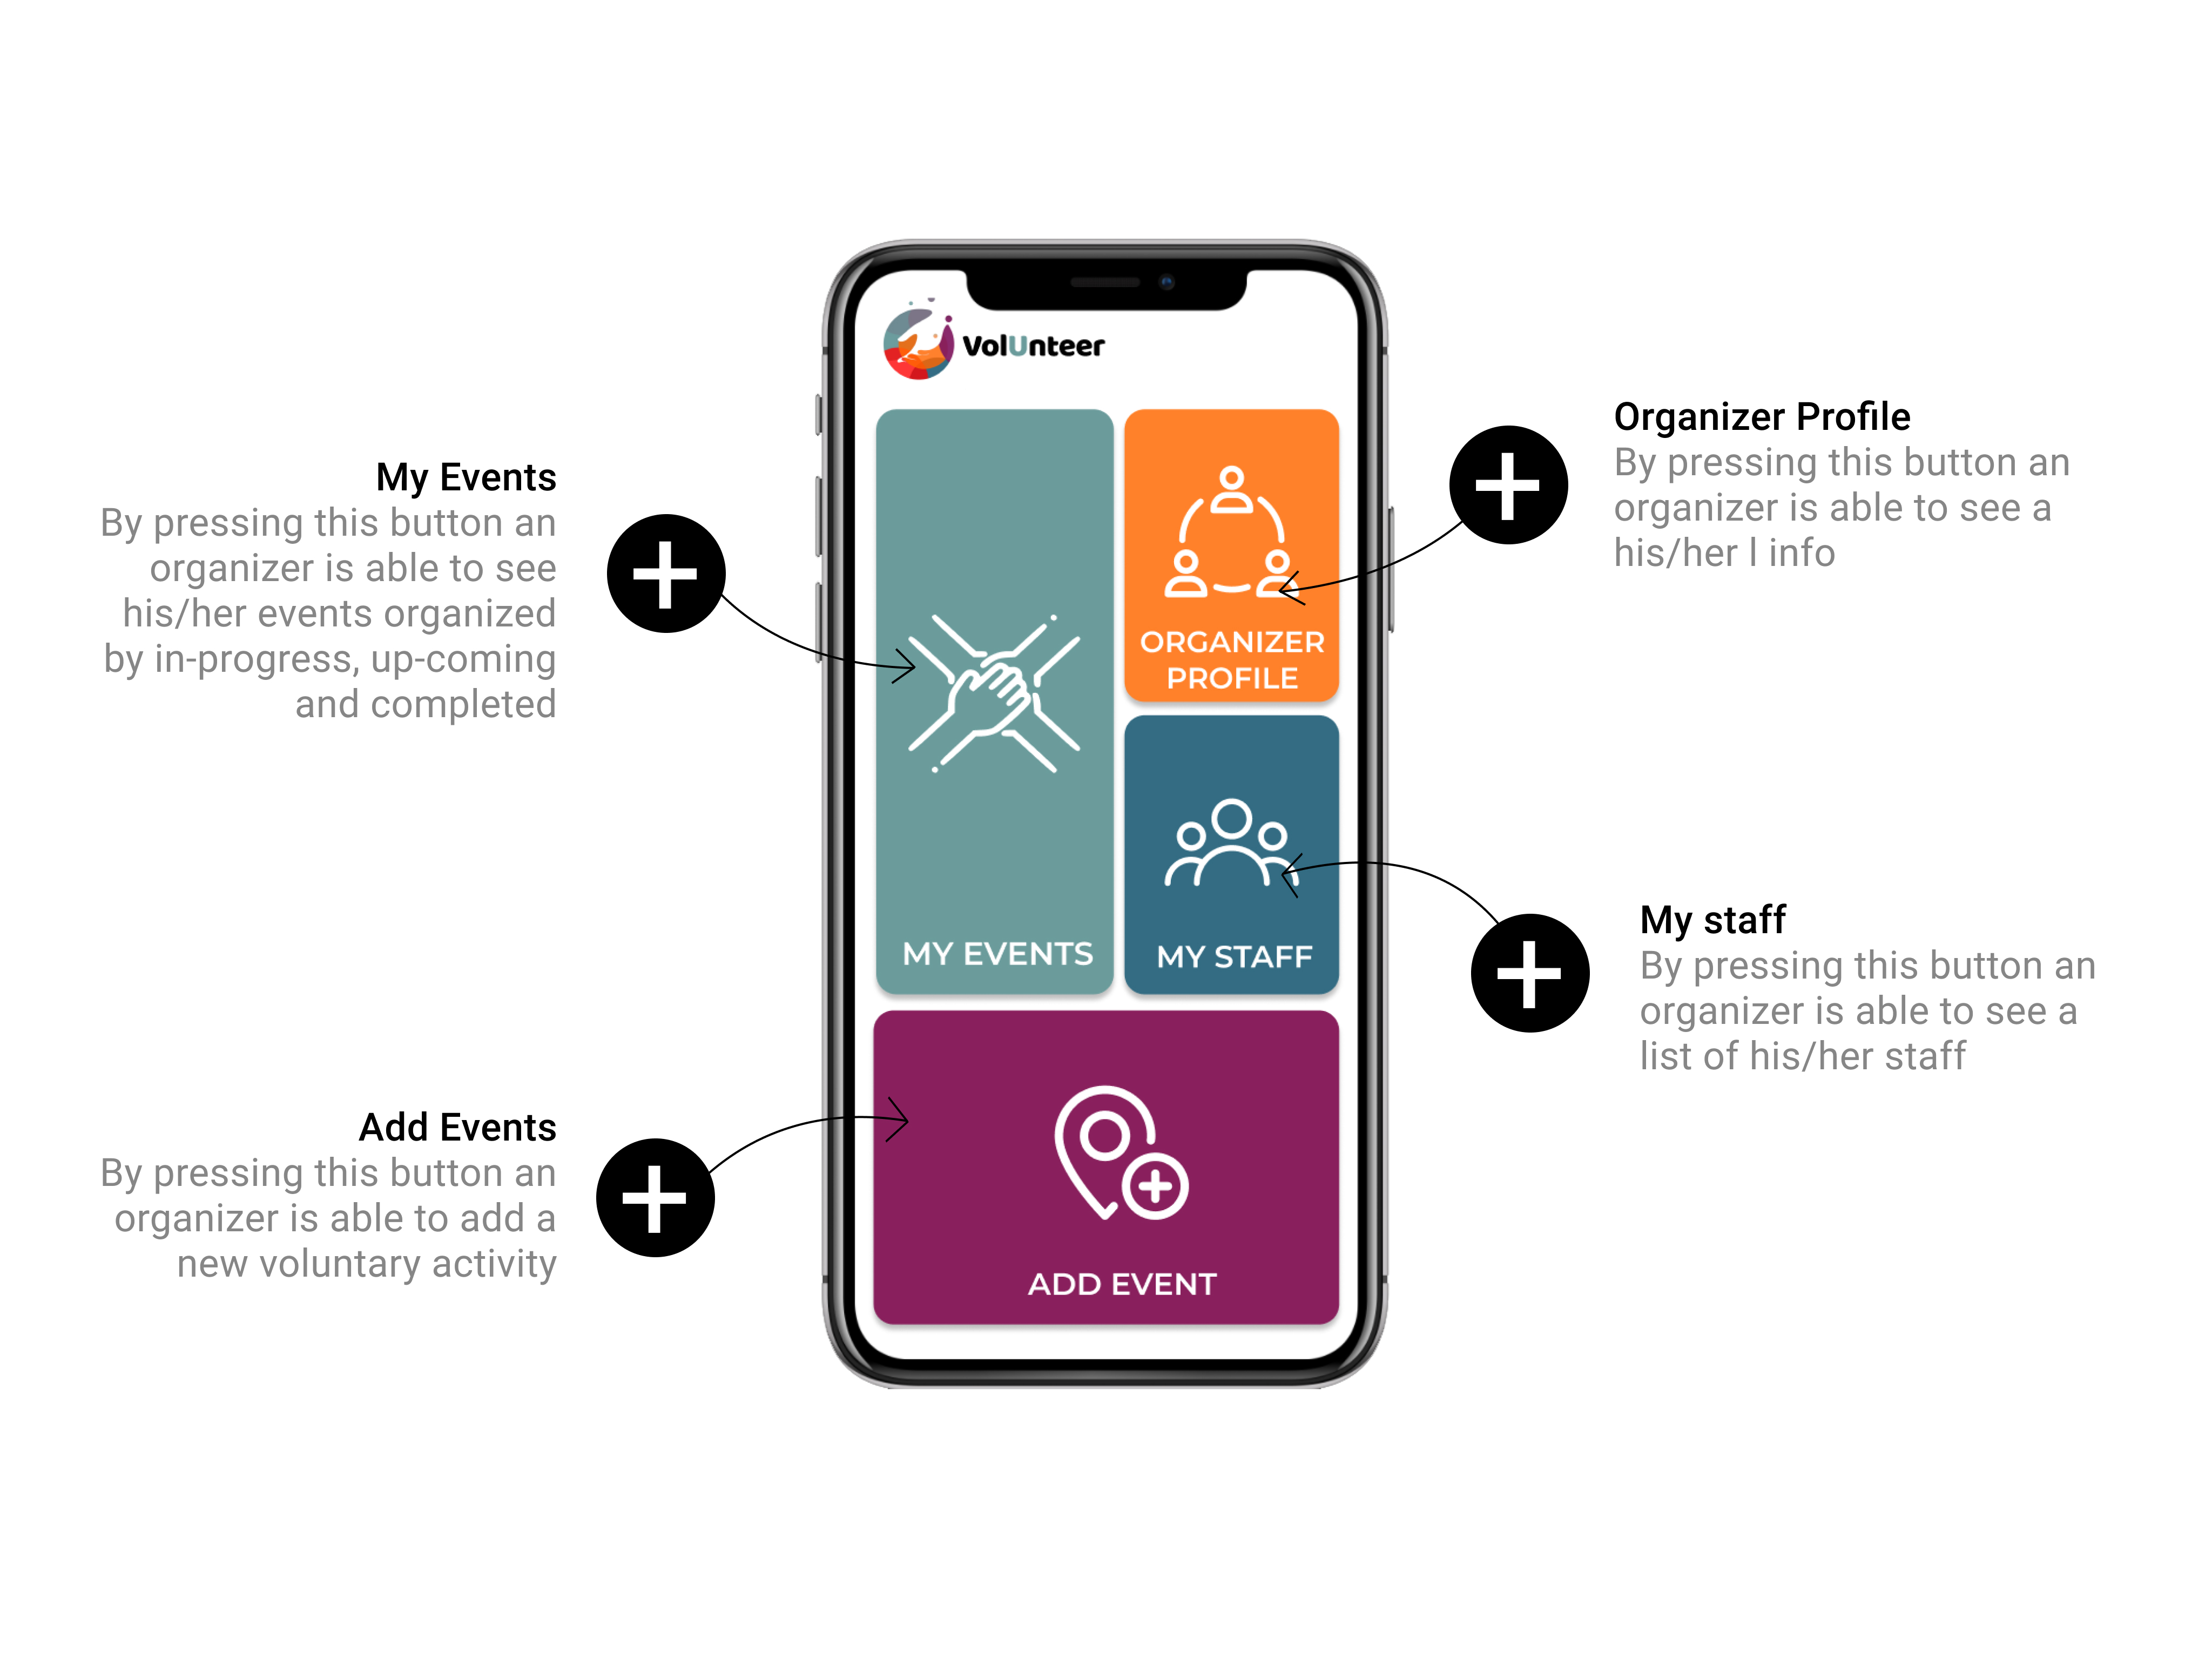 VolUnteer
My Events
By pressing this button an
organizer is able to see
his/her events organized
by in-progress, up-coming
and completed
Organizer Profile
By pressing this button an
organizer is able to see a
his/her l info
ORGANIZER
PROFILE
MY EVENTS
MY STAFF
My staff
By pressing this button an
organizer is able to see a
list of his/her staff
Add Events
By pressing this button an
organizer is able to add a
new voluntary activity
ADD EVENT